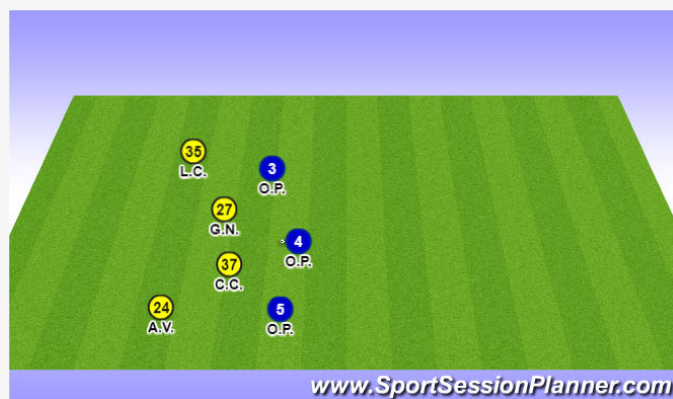 35
L.C.
3
O.P.
27
G.N.
4
O.P.
37
C.C.
24
A.V.
5
O.P.
www.SportSessionPlanner.com